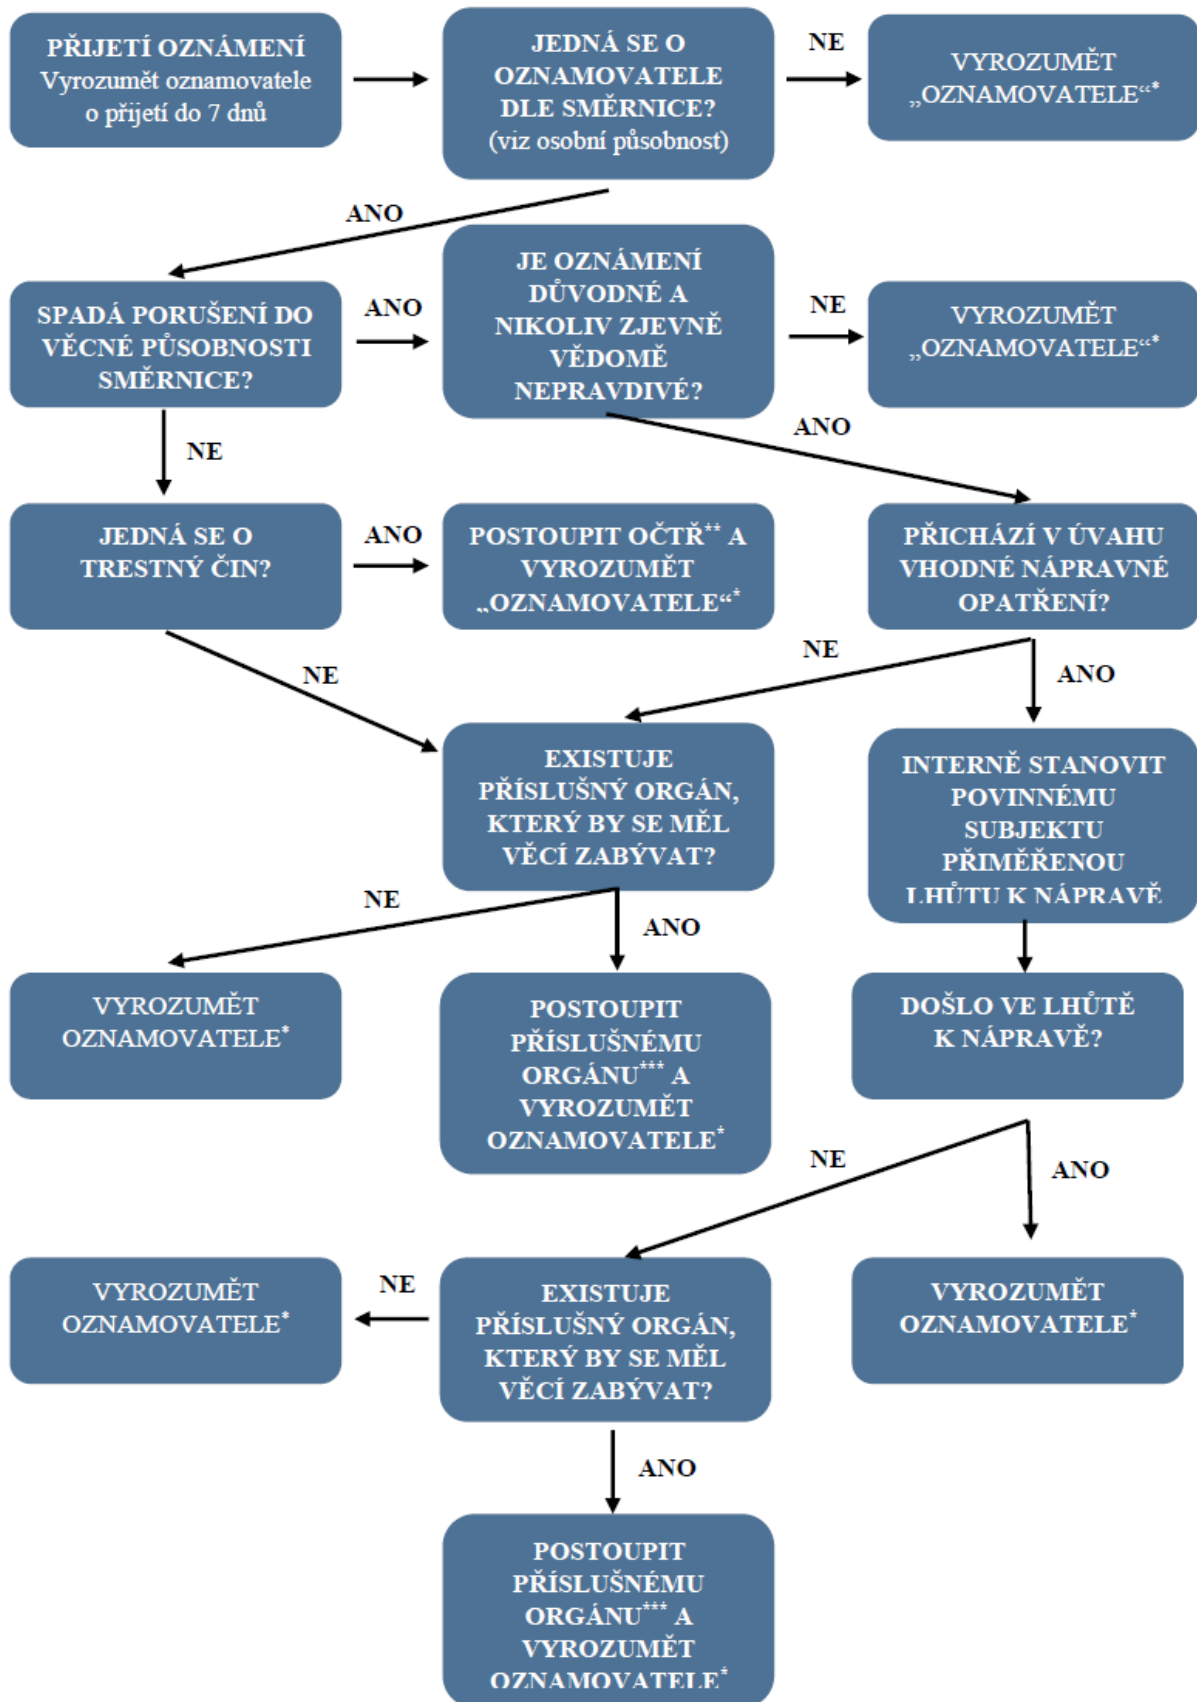 PŘIJETÍ OZNÁMENÍ
Vyrozumět oznamovatele
o přijetí do 7 dnů
JEDNÁ SE O
OZNAMOVATELE
DLE SMĚRNICE?
(viz osobní působnost)
NE
VYROZUMĚT
„OZNAMOVATELE“*
ANO
SPADÁ PORUŠENÍ DO
VĚCNÉ PŮSOBNOSTI
SMĚRNICE?
ANO
JE OZNÁMENÍ
DŮVODNÉ A
NIKOLIV ZJEVNĚ
VĚDOMĚ
NEPRAVDIVÉ?
NE
VYROZUMĚT
„OZNAMOVATELE“*
NE
ANO
JEDNÁ SE O
TRESTNÝ ČIN?
ANO
POSTOUPIT OČTŘ** A
VYROZUMĚT
„OZNAMOVATELE“*
PŘICHÁZÍ V ÚVAHU
VHODNÉ NÁPRAVNÉ
OPATŘENÍ?
NE
NE
ANO
EXISTUJE
PŘÍSLUŠNÝ ORGÁN,
KTERÝ BY SE MĚL
VĚCÍ ZABÝVAT?
INTERNĚ STANOVIT
POVINNÉMU
SUBJEKTU
PŘIMĚŘENOU
LHŮTU K NÁPRAVĚ
NE
ANO
VYROZUMĚT
OZNAMOVATELE*
POSTOUPIT
PŘÍSLUŠNÉMU
ORGÁNU*** A
VYROZUMĚT
OZNAMOVATELE*
DOŠLO VE LHŮTĚ
K NÁPRAVĚ?
NE
ANO
VYROZUMĚT
OZNAMOVATELE*
NE
EXISTUJE
PŘÍSLUŠNÝ ORGÁN,
KTERÝ BY SE MĚL
VĚCÍ ZABÝVAT?
VYROZUMĚT
OZNAMOVATELE*
ANO
POSTOUPIT
PŘÍSLUŠNÉMU
ORGÁNU*** A
VYROZUMĚT
OZNAMOVATELE*